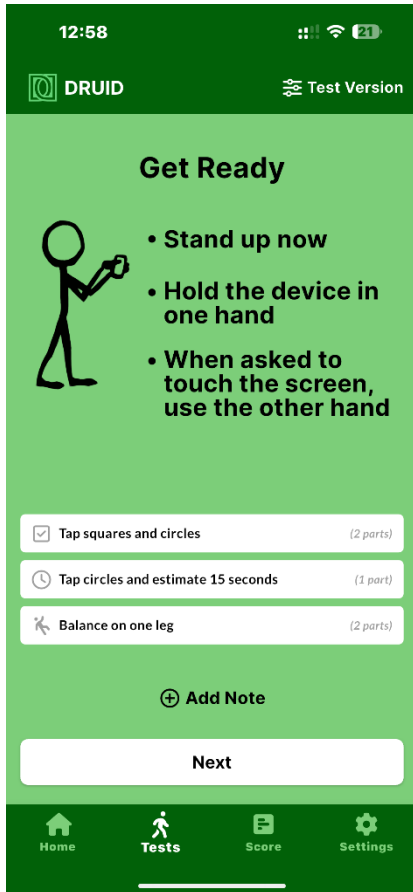 12:58
21
DRUID
Test Version
Get Ready
• Stand up now
• Hold the device in
one hand
• When asked to
touch the screen,
use the other hand
Tap squares and circles (2 parts)
Tap circles and estimate 15 seconds (1 part)
Balance on one leg (2 parts)
Add Note
Next
Home Tests Score Settings